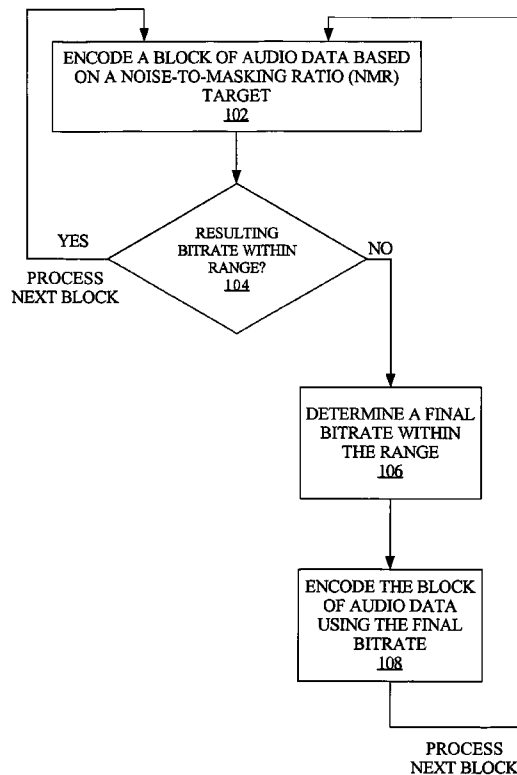 ENCODE A BLOCK OF AUDIO DATA BASED
ON A NOISE-TO-MASKING RATIO (NMR)
TARGET
102
RESULTING
BITRATE WITHIN
RANGE?
104
YES
NO
PROCESS
NEXT BLOCK
DETERMINE A FINAL
BITRATE WITHIN
THE RANGE
106
ENCODE THE BLOCK
OF AUDIO DATA
USING THE FINAL
BITRATE
108
PROCESS
NEXT BLOCK